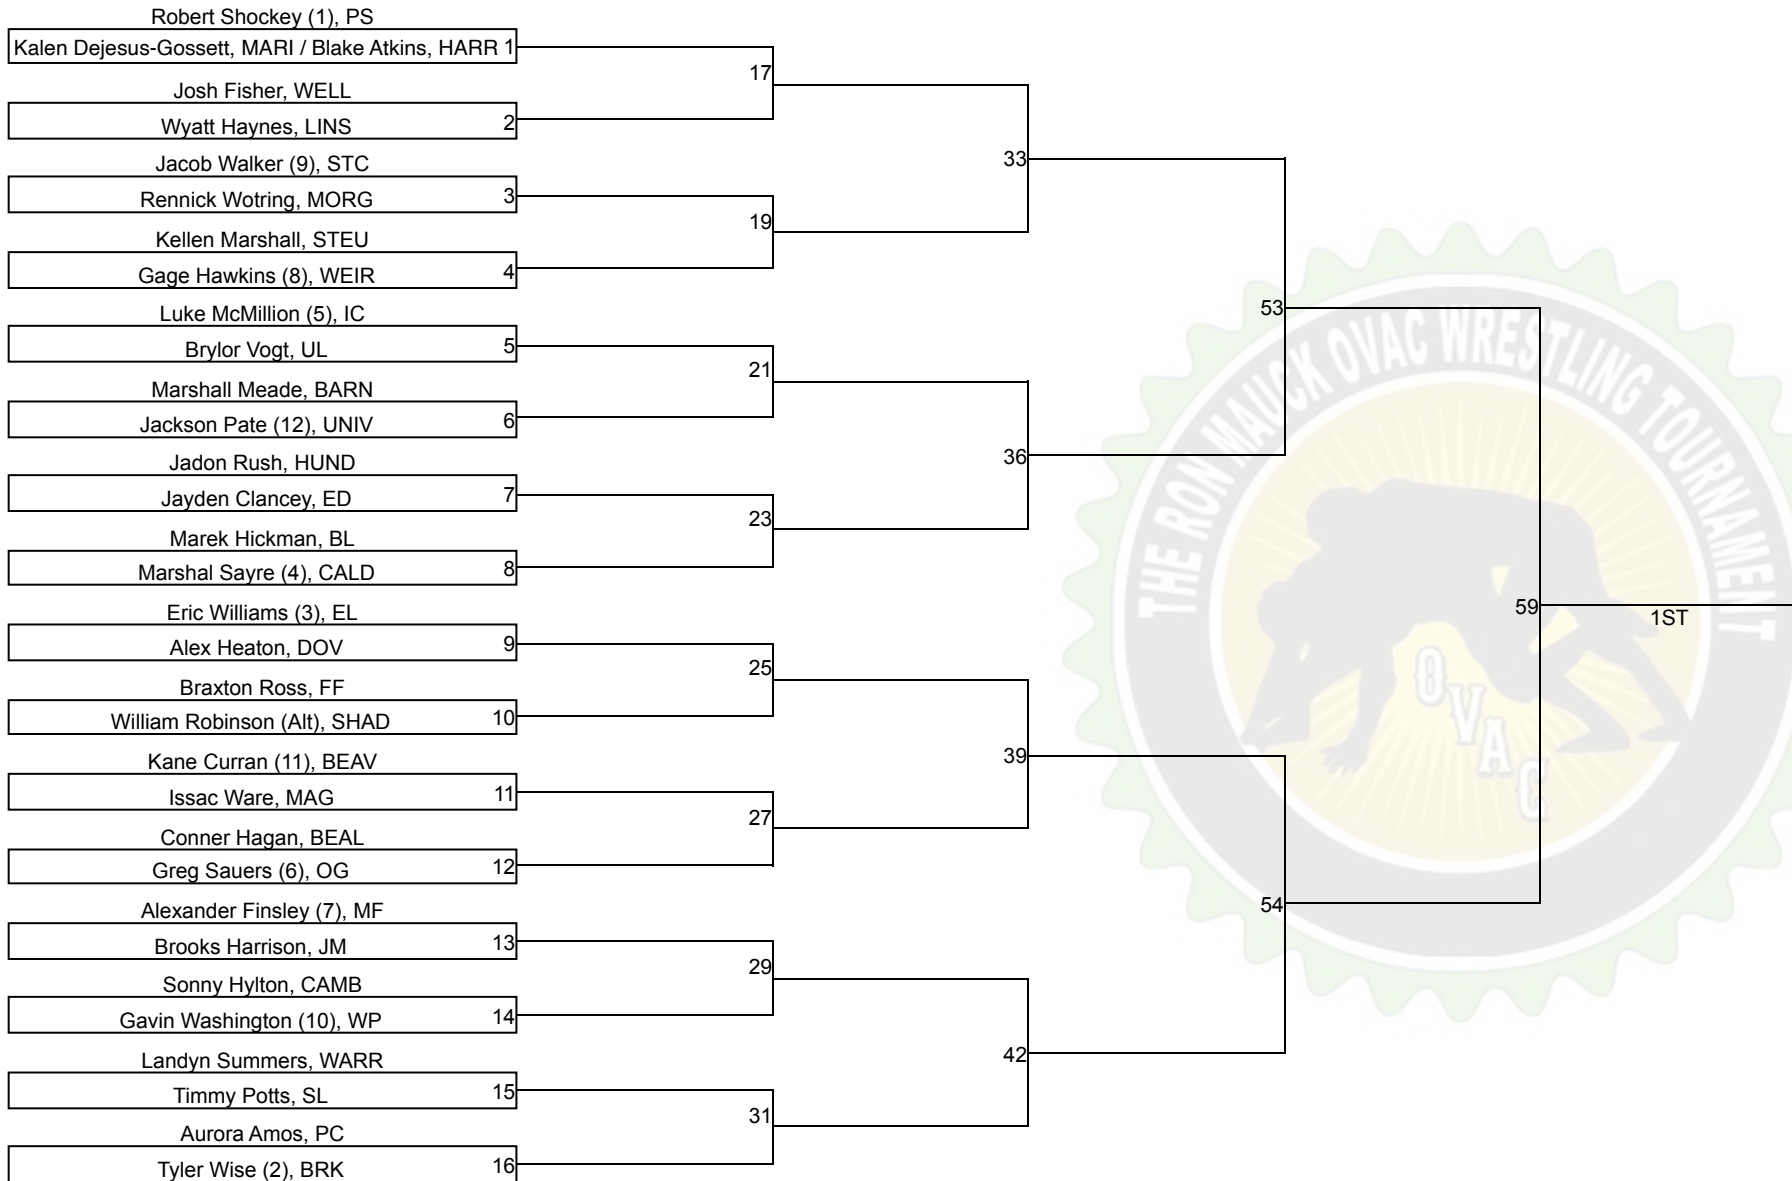 Robert Shockey (1), PS
Kalen Dejesus-Gossett, MARI / Blake Atkins, HARR 1
17
Josh Fisher, WELL
Wyatt Haynes, LINS 2
33
Jacob Walker (9), STC
Rennick Wotring, MORG 3
19
Kellen Marshall, STEU
Gage Hawkins (8), WEIR 4
53
Luke McMillion (5), IC
Brylor Vogt, UL 5
21
Marshall Meade, BARN
Jackson Pate (12), UNIV 6
36
Jadon Rush, HUND
Jayden Clancey, ED 7
23
Marek Hickman, BL
Marshal Sayre (4), CALD 8
59
1ST
Eric Williams (3), EL
Alex Heaton, DOV 9
25
Braxton Ross, FF
William Robinson (Alt), SHAD 10
39
Kane Curran (11), BEAV
Issac Ware, MAG 11
27
Conner Hagan, BEAL
Greg Sauers (6), OG 12
54
Alexander Finsley (7), MF
Brooks Harrison, JM 13
29
Sonny Hylton, CAMB
Gavin Washington (10), WP 14
42
Landyn Summers, WARR
Timmy Potts, SL 15
31
Aurora Amos, PC
Tyler Wise (2), BRK 16
THE RON MAUCK OVAC WRESTLING TOURNAMENT
OVAC